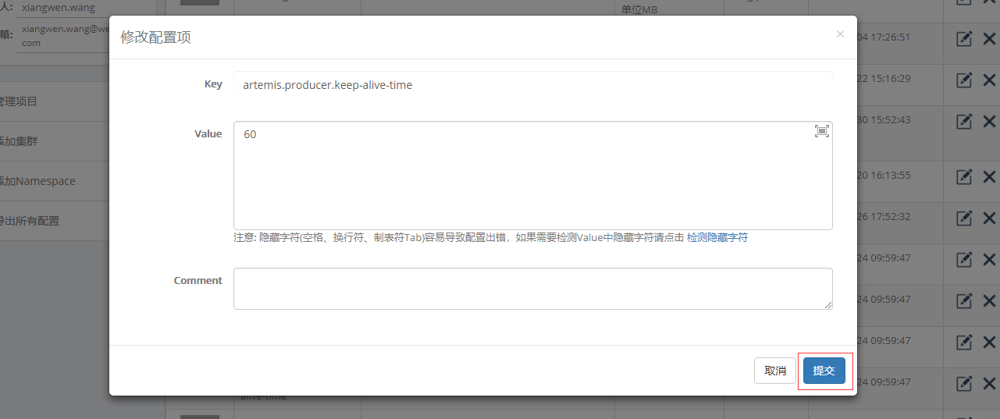 人: xiangwen.wang
箱: xiangwen.wang@we
com
管理项目
添加集群
添加Namespace
导出所有配置
单位MB
修改配置项
×
Key
artemis.producer.keep-alive-time
Value
60
注意: 隐藏字符(空格、换行符、制表符Tab)容易导致配置出错，如果需要检测Value中隐藏字符请点击 检测隐藏字符
Comment
取消
提交
alive-time
04 17:26:51
22 15:16:29
30 15:52:43
20 16:13:55
26 17:52:32
24 09:59:47
24 09:59:47
24 09:59:47
24 09:59:47